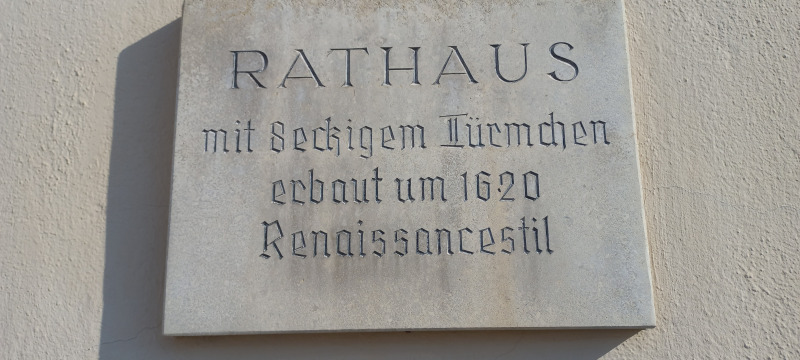 RATHAUS
mit 8eckigem Türmchen
erbaut um 1620
Renaissancestil